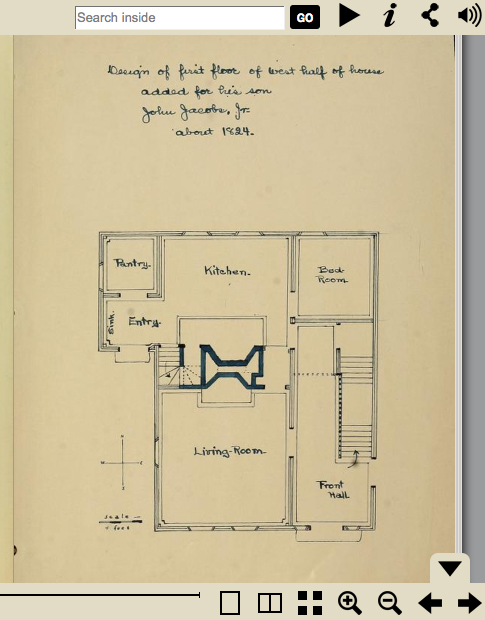 Search inside
GO
Design of first floor of west half of house
added for his son
John Jacobs, Jr.
about 1824.
Pantry.
Kitchen.
Bed
Room
Sink.
Entry.
Living-Room
Front
Hall
N
W E
S
scale